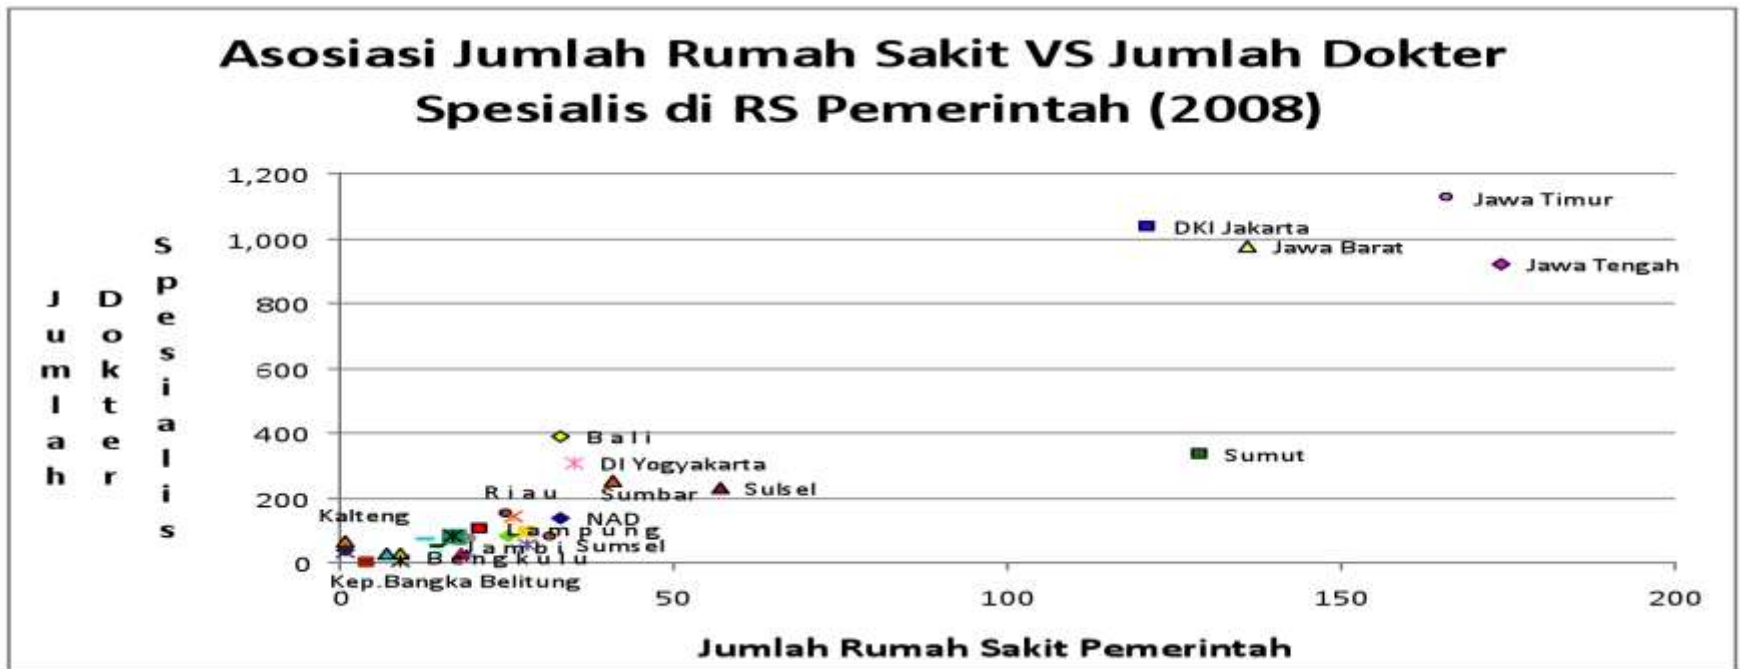 Asosiasi Jumlah Rumah Sakit VS Jumlah Dokter
Spesialis di RS Pemerintah (2008)
Jumlah
Dokter
Spesialis
1,200
1,000
800
600
400
200
0
Jawa Timur
DKI Jakarta
Jawa Barat
Jawa Tengah
Bali
Sumut
DI Yogyakarta
Riau
Sumbar
Sulsel
Kalteng
NAD
Lampung
Jambi
Sumsel
Bengkulu
Kep.Bangka Belitung
0 50 100 150 200
Jumlah Rumah Sakit Pemerintah